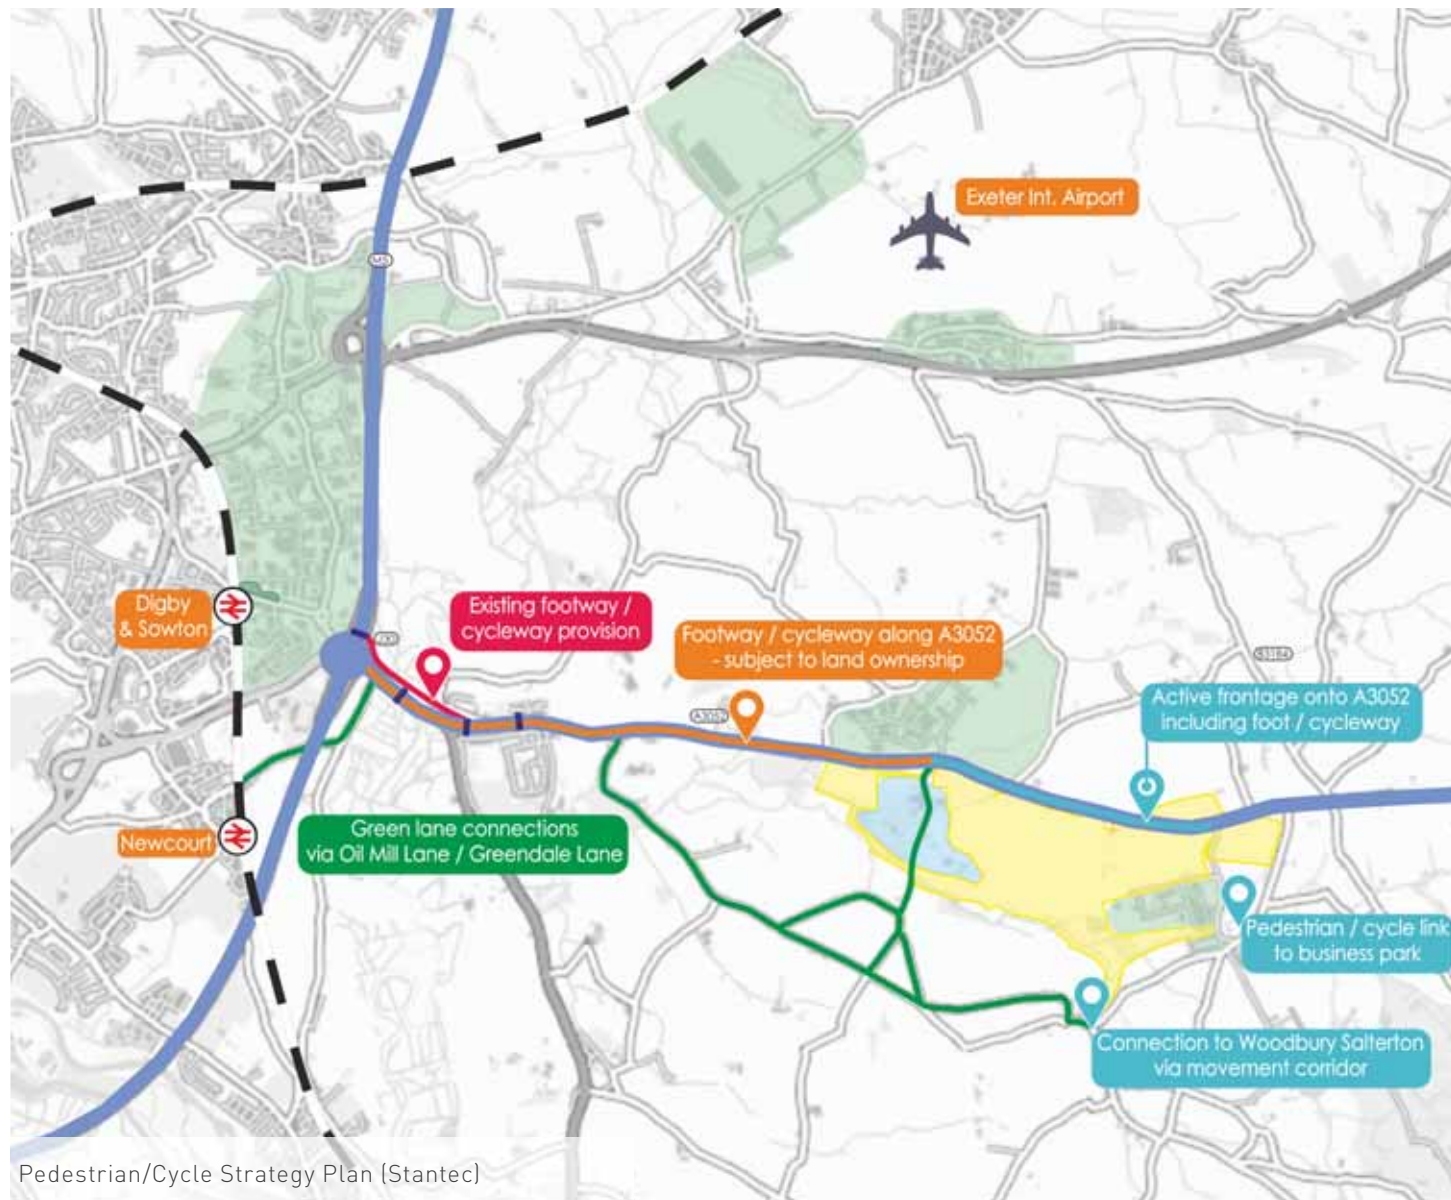 Exeter Int. Airport
M5
Digby
& Sowton
Existing footway /
cycleway provision
Footway / cycleway along A3052
- subject to land ownership
A3052
B3184
Active frontage onto A3052
including foot / cycleway
Newcourt
Green lane connections
via Oil Mill Lane / Greendale Lane
Pedestrian / cycle link
to business park
Connection to Woodbury Salterton
via movement corridor
Pedestrian/Cycle Strategy Plan (Stantec)